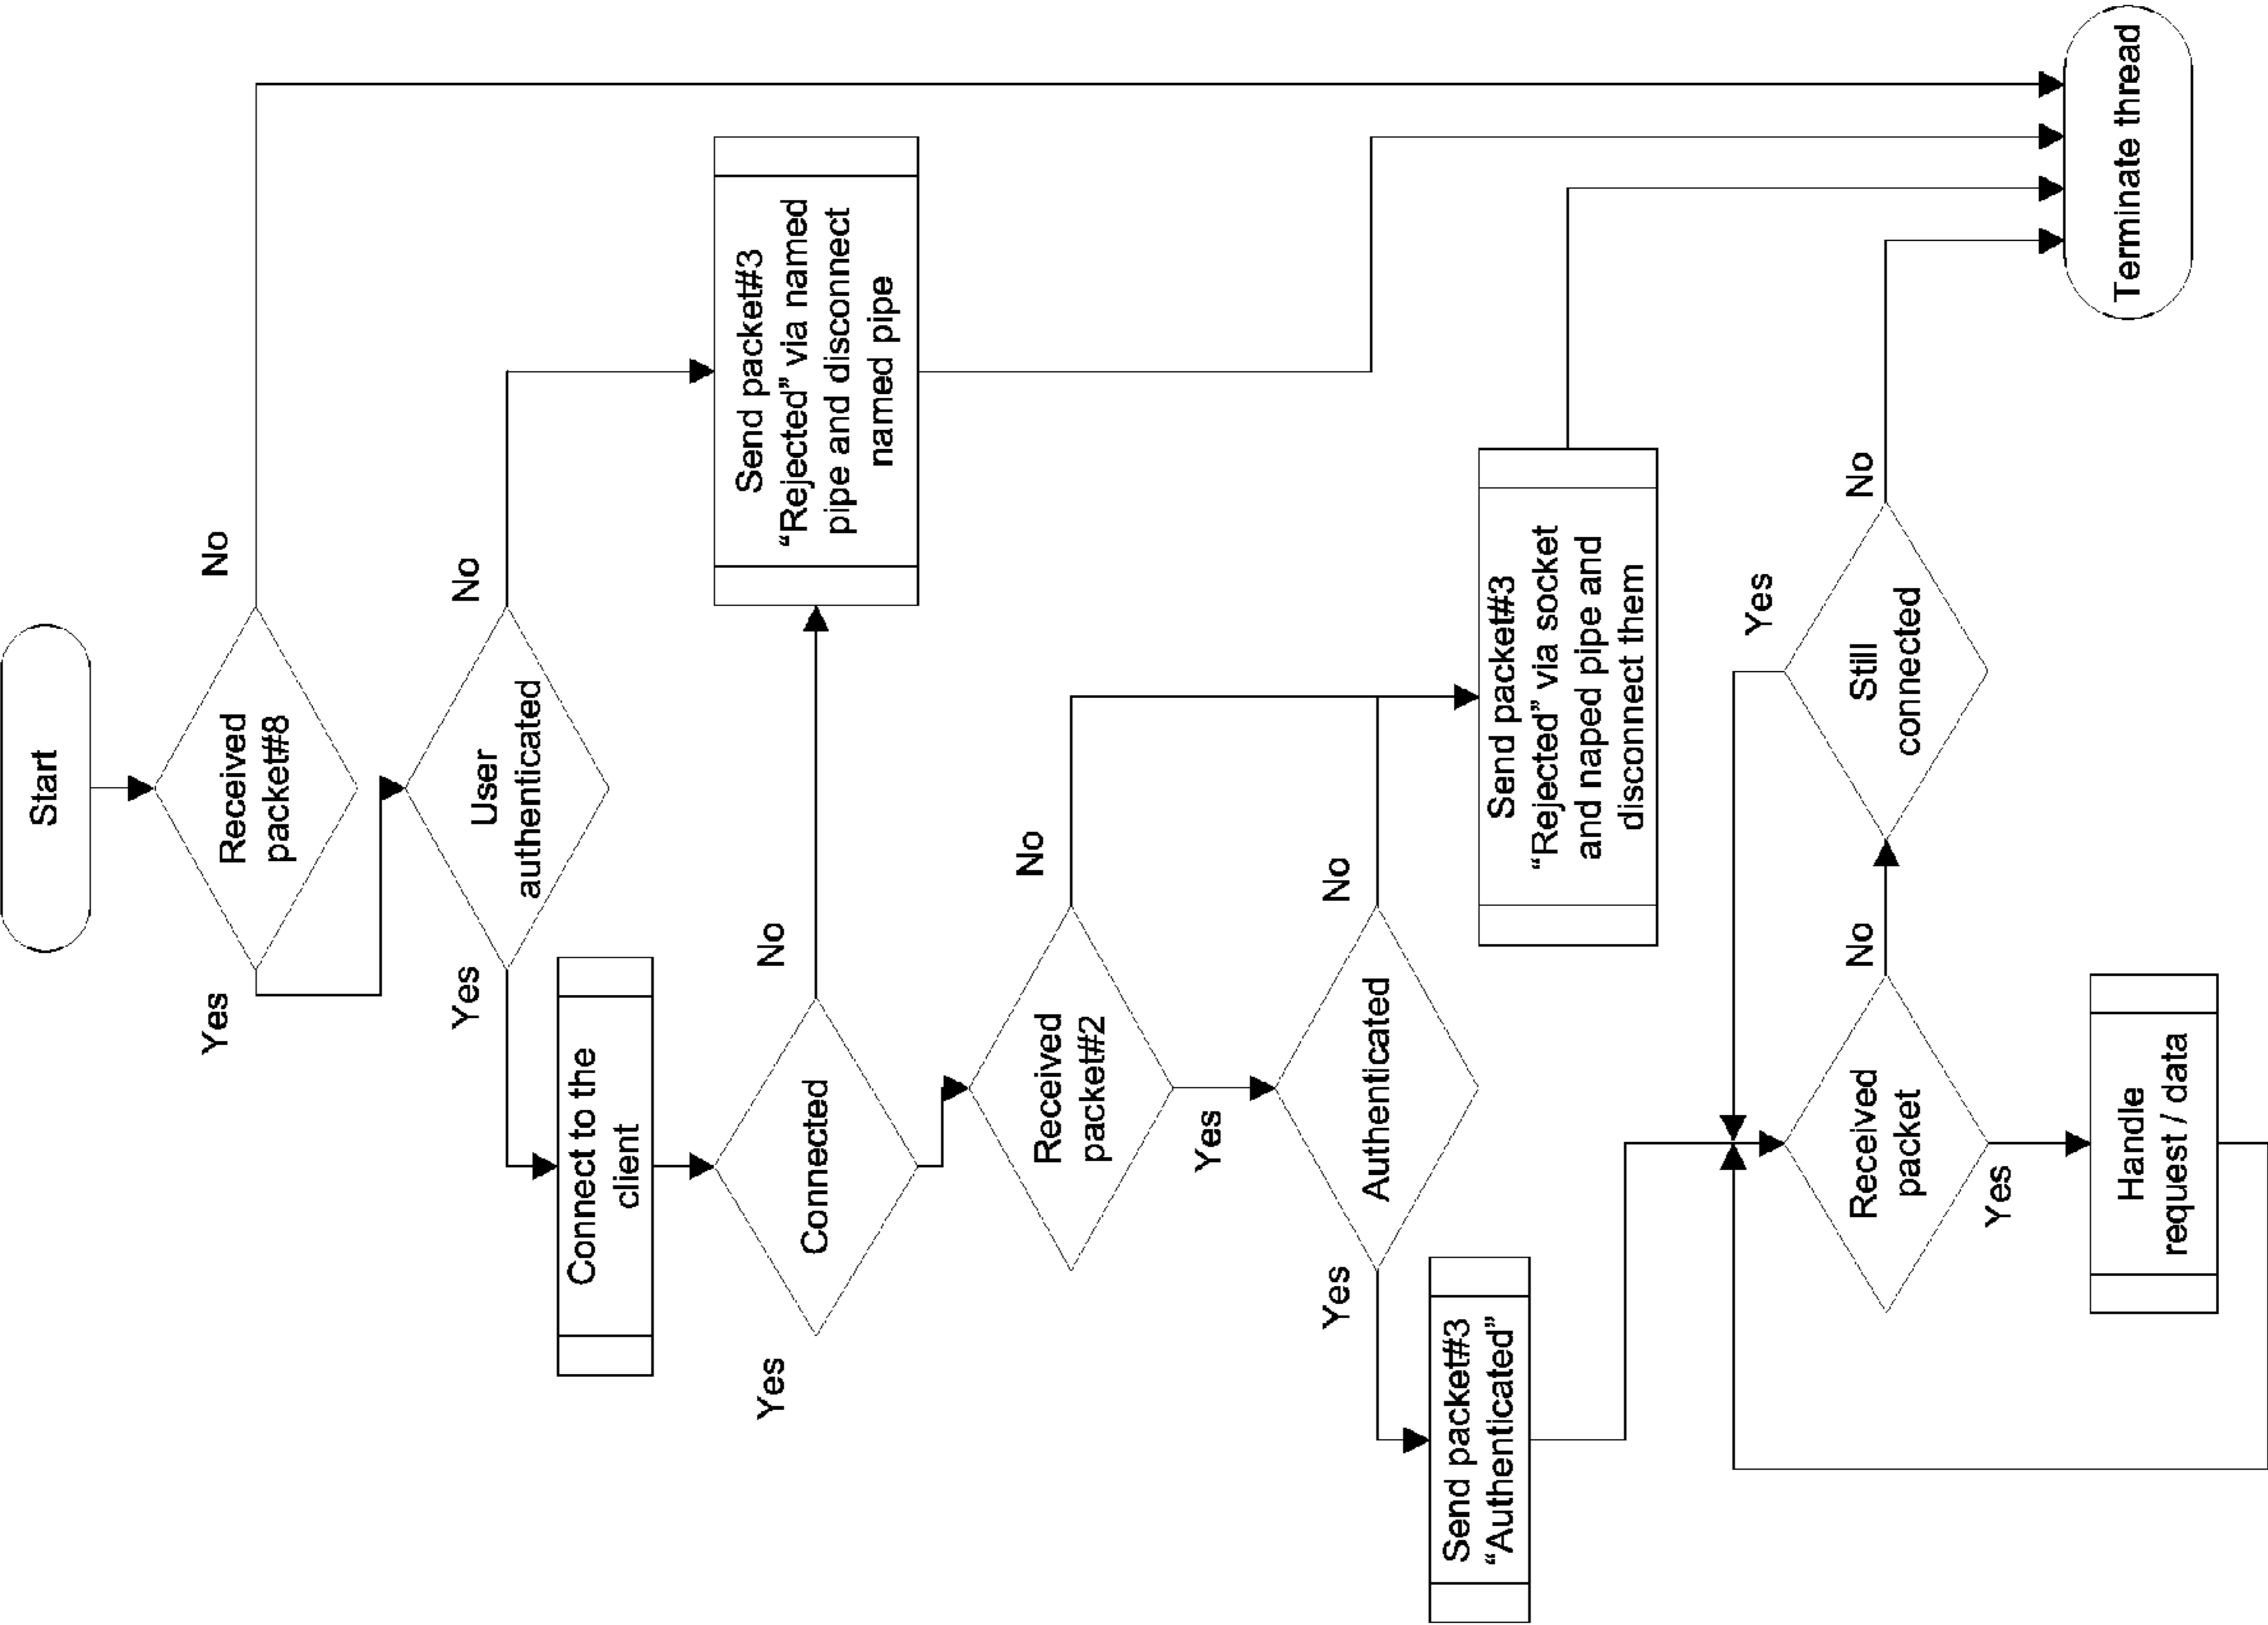 Start
Received
packet#8
No
Yes
User
authenticated
No
Yes
Connect to the
client
Send packet#3
“Rejected” via named
pipe and disconnect
named pipe
Connected
No
Yes
Received
packet#2
No
Yes
Authenticated
No
Yes
Send packet#3
“Authenticated”
Send packet#3
“Rejected” via socket
and naped pipe and
disconnect them
Received
packet
No
Yes
Still
connected
Yes
No
Handle
request / data
Terminate thread